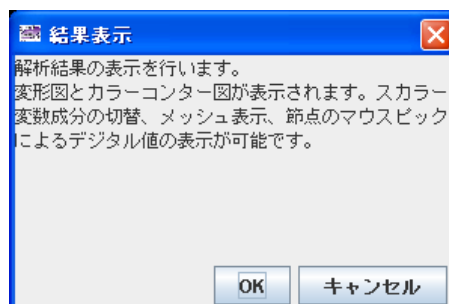 結果表示
解析結果の表示を行います。
変形図とカラーコンター図が表示されます。スカラー
変数成分の切替、メッシュ表示、節点のマウスピック
によるデジタル値の表示が可能です。
OK
キャンセル